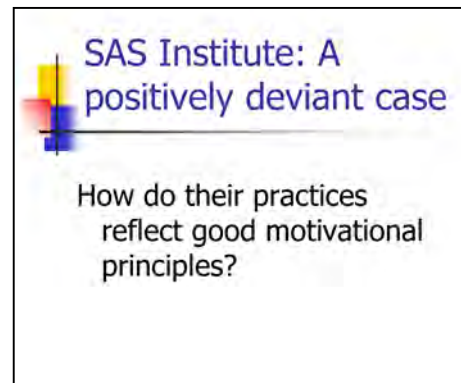 SAS Institute: A
positively deviant case
How do their practices
reflect good motivational
principles?